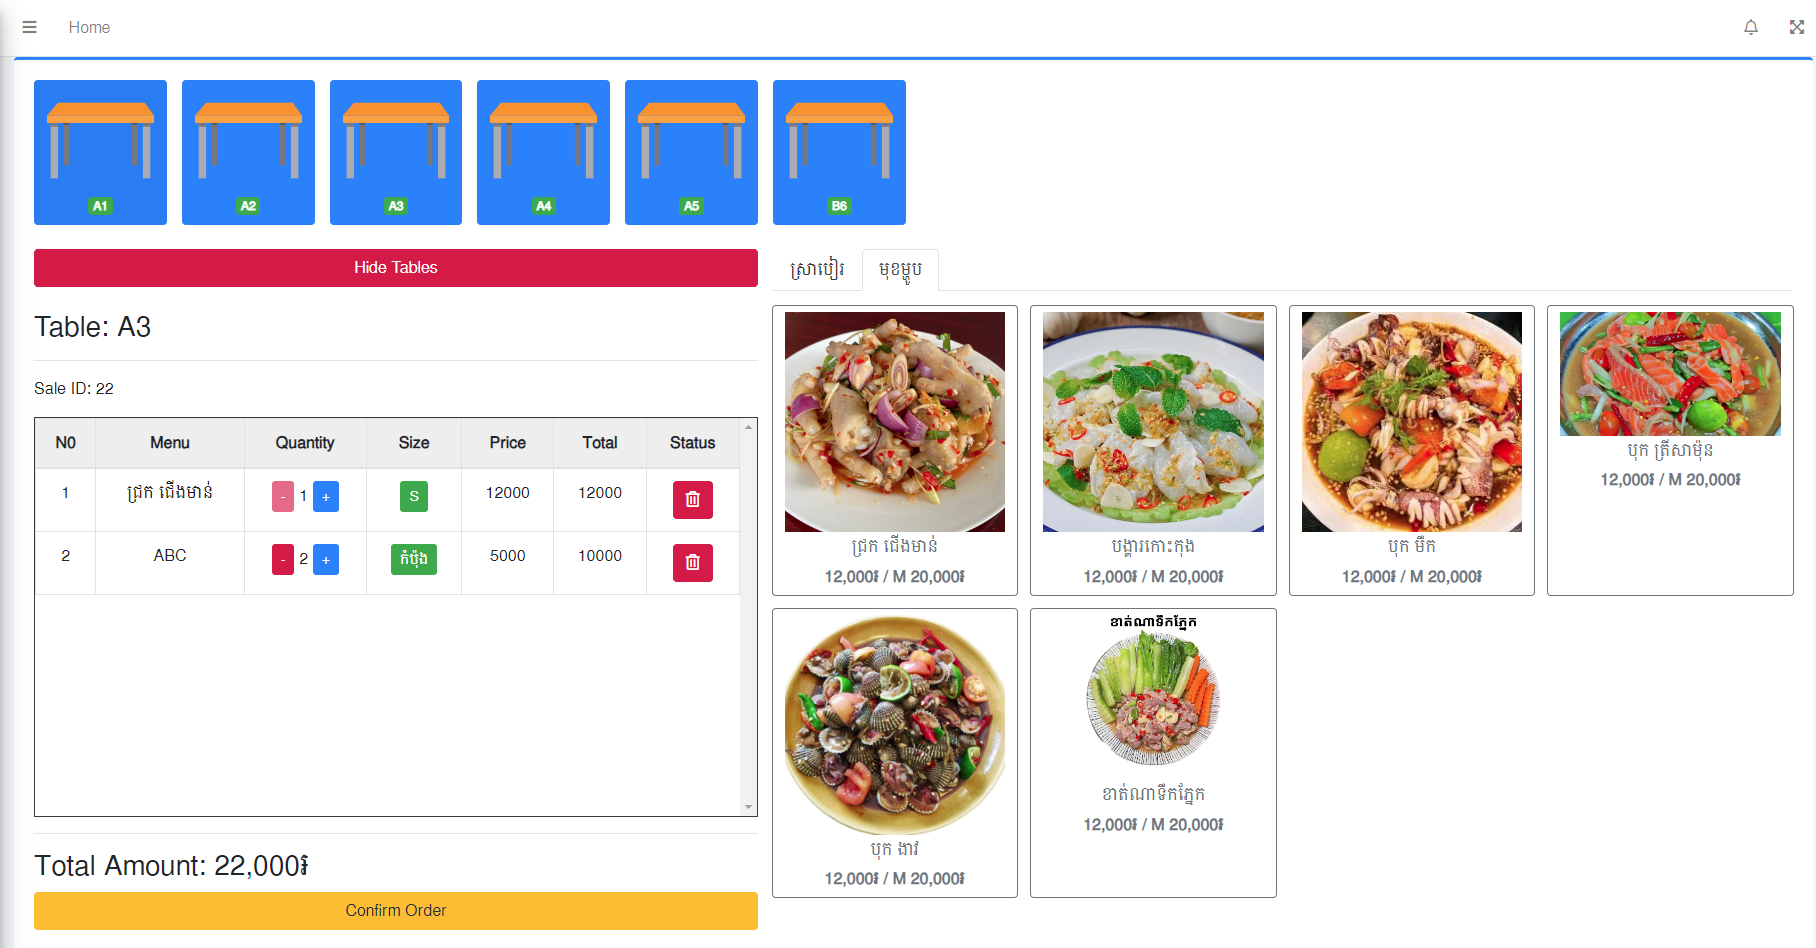 Home
A1
A2
A3
A4
A5
B6
Hide Tables
ស្រាបៀរ
មុខម្ហូប
Table: A3
Sale ID: 22
N0 Menu Quantity Size Price Total Status
1 ជ្រក ជើងមាន់ - 1 + S 12000 12000
2 ABC - 2 + កំប៉ុង 5000 10000
Total Amount: 22,000៛
Confirm Order
ជ្រក ជើងមាន់
12,000៛ / M 20,000៛
បង្គារកោះកុង
12,000៛ / M 20,000៛
បុក មឹក
12,000៛ / M 20,000៛
បុក ត្រីសាម៉ុន
12,000៛ / M 20,000៛
បុក ងាវ
12,000៛ / M 20,000៛
ខាត់ណាទឹកភ្នែក
ខាត់ណាទឹកភ្នែក
12,000៛ / M 20,000៛